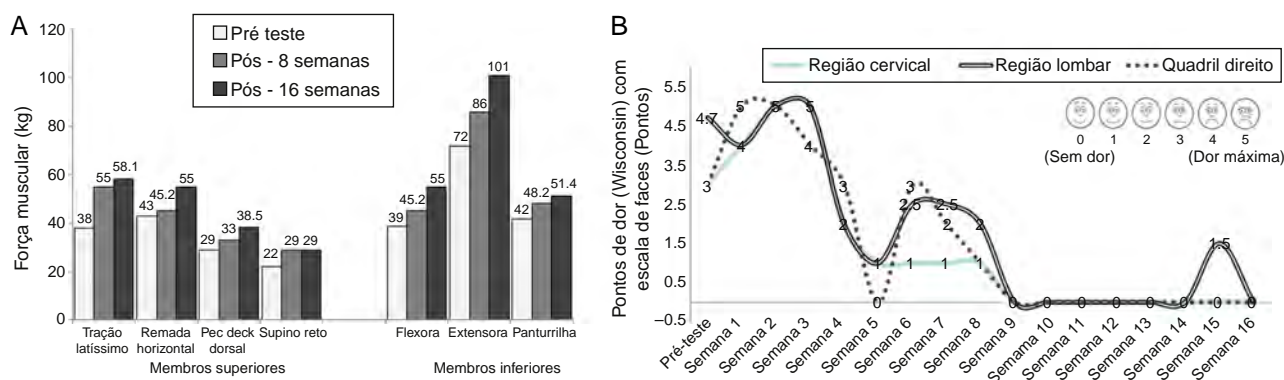 A
Pré teste
Pós - 8 semanas
Pós - 16 semanas
Força muscular (kg)
120
100
80
60
40
20
0
38
55
58.1
43
45.2
55
29
33
38.5
22
29
29
39
45.2
55
72
86
101
42
48.2
51.4
Tração latíssimo
Remada horizontal
Pec deck dorsal
Supino reto
Flexora
Extensora
Panturrilha
Membros superiores
Membros inferiores
B
Região cervical
Região lombar
Quadril direito
Pontos de dor (Wisconsin) com
escala de faces (Pontos)
5.5
4.5
3.5
2.5
1.5
0.5
–0.5
0 1 2 3 4 5
(Sem dor) (Dor máxima)
4.7
3
5
4
5
5
4
3
2
1
0
3
2.5
1
2.5
2
1
2
1
0
0
0
0
0
0
1.5
0
0
Pré-teste
Semana 1
Semana 2
Semana 3
Semana 4
Semana 5
Semana 6
Semana 7
Semana 8
Semana 9
Semana 10
Semana 11
Semana 12
Semana 13
Semana 14
Semana 15
Semana 16